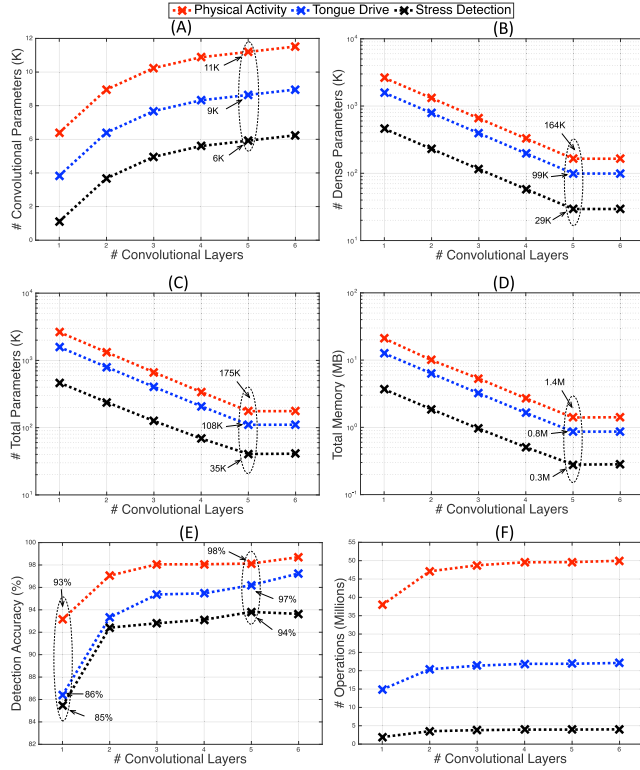 Physical Activity Tongue Drive Stress Detection
(A)
# Convolutional Parameters (K)
12
10
8
6
4
2
0
11K
9K
6K
1 2 3 4 5 6
# Convolutional Layers
(B)
# Dense Parameters (K)
10^4
10^3
10^2
10^1
164K
99K
29K
1 2 3 4 5 6
# Convlutional Layers
(C)
# Total Parameters (K)
10^4
10^3
10^2
10^1
175K
108K
35K
1 2 3 4 5 6
# Convolutional Layers
(D)
Total Memory (MB)
10^2
10^1
10^0
10^-1
1.4M
0.8M
0.3M
1 2 3 4 5 6
# Convolutional Layers
(E)
Detection Accuracy (%)
100
98
96
94
92
90
88
86
84
82
93%
86%
85%
98%
97%
94%
1 2 3 4 5 6
# Convolutional Layers
(F)
# Operations (Millions)
55
50
45
40
35
30
25
20
15
10
5
0
1 2 3 4 5 6
# Convolutional Layers